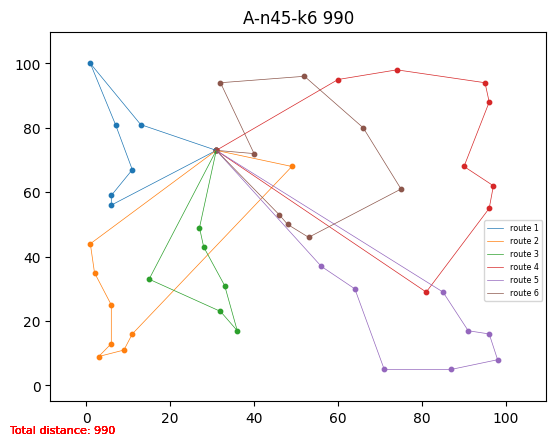 A-n45-k6 990
100
80
60
40
20
0
route 1
route 2
route 3
route 4
route 5
route 6
0 20 40 60 80 100
Total distance: 990